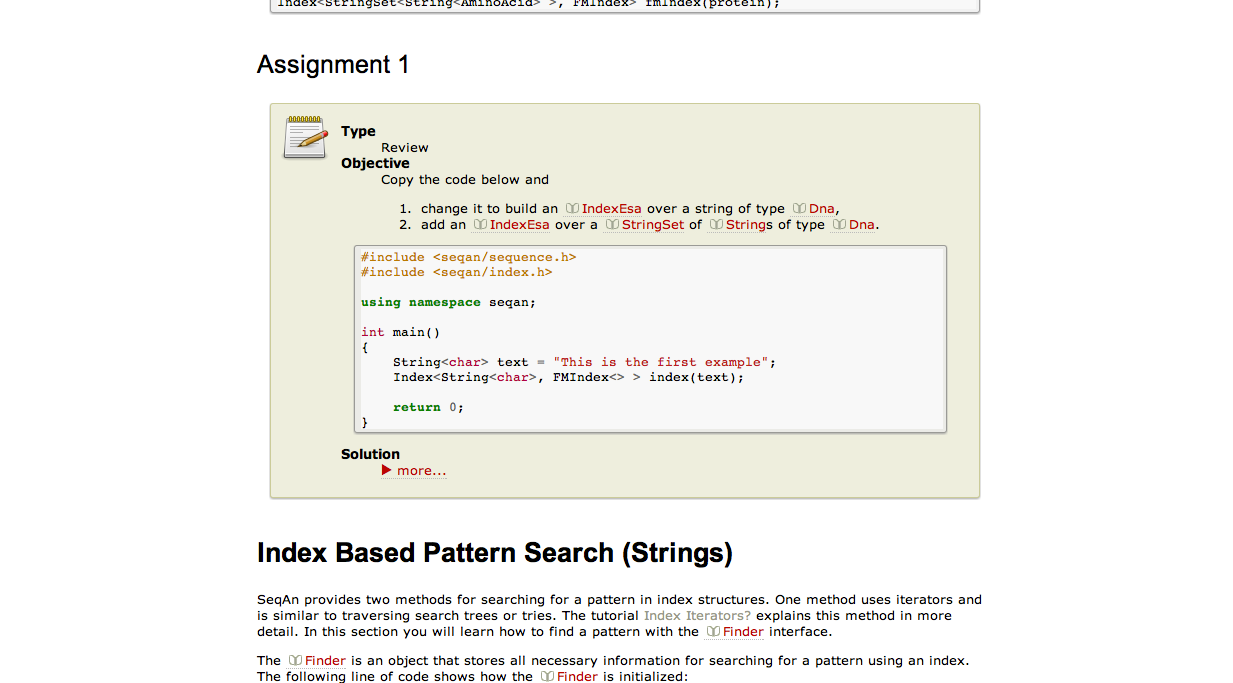 Index<StringSet<String<AminoAcid> >, FMIndex> fmIndex(protein);
Assignment 1
Type
Review
Objective
Copy the code below and
1. change it to build an IndexEsa over a string of type Dna,
2. add an IndexEsa over a StringSet of Strings of type Dna.
#include <seqan/sequence.h>
#include <seqan/index.h>
using namespace seqan;
int main()
{
String<char> text = "This is the first example";
Index<String<char>, FMIndex<> > index(text);
return 0;
}
Solution
more...
Index Based Pattern Search (Strings)
SeqAn provides two methods for searching for a pattern in index structures. One method uses iterators and
is similar to traversing search trees or tries. The tutorial Index Iterators? explains this method in more
detail. In this section you will learn how to find a pattern with the Finder interface.
The Finder is an object that stores all necessary information for searching for a pattern using an index.
The following line of code shows how the Finder is initialized: